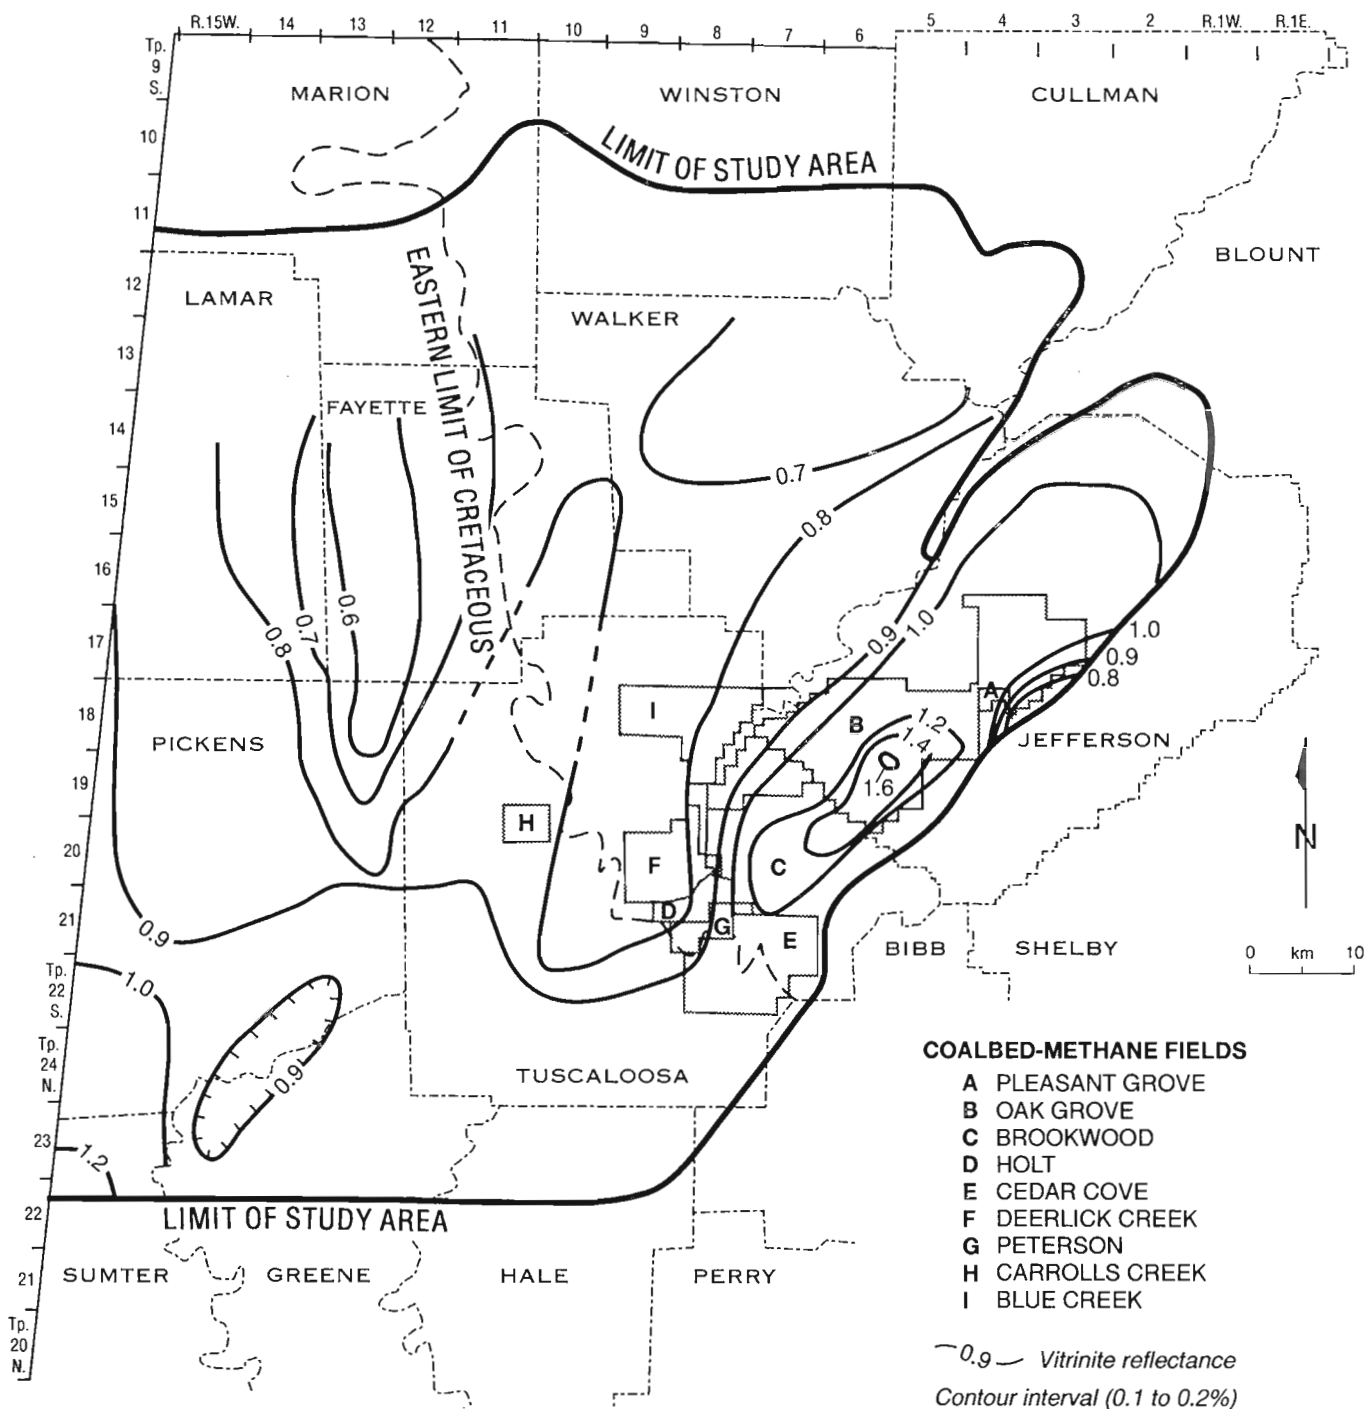 R.15W. 14 13 12 11 10 9 8 7 6 5 4 3 2 R.1W. R.1E.
Tp.
9
S.
10
11
12
13
14
15
16
17
18
19
20
21
Tp.
22
S.
Tp.
24
N.
23
22
21
Tp.
20
N.
MARION
WINSTON
CULLMAN
LIMIT OF STUDY AREA
BLOUNT
LAMAR
WALKER
EASTERN LIMIT OF CRETACEOUS
FAYETTE
0.7
0.8
0.6
0.7
0.8
0.9
1.0
1.0
0.9
0.8
A
I
B
1.2
1.4
1.6
PICKENS
JEFFERSON
H
F
C
N
D
G
E
0.9
BIBB
SHELBY
0 km 10
1.0
0.9
TUSCALOOSA
1.2
LIMIT OF STUDY AREA
SUMTER
GREENE
HALE
PERRY
COALBED-METHANE FIELDS
A PLEASANT GROVE
B OAK GROVE
C BROOKWOOD
D HOLT
E CEDAR COVE
F DEERLICK CREEK
G PETERSON
H CARROLLS CREEK
I BLUE CREEK
0.9 Vitrinite reflectance
Contour interval (0.1 to 0.2%)